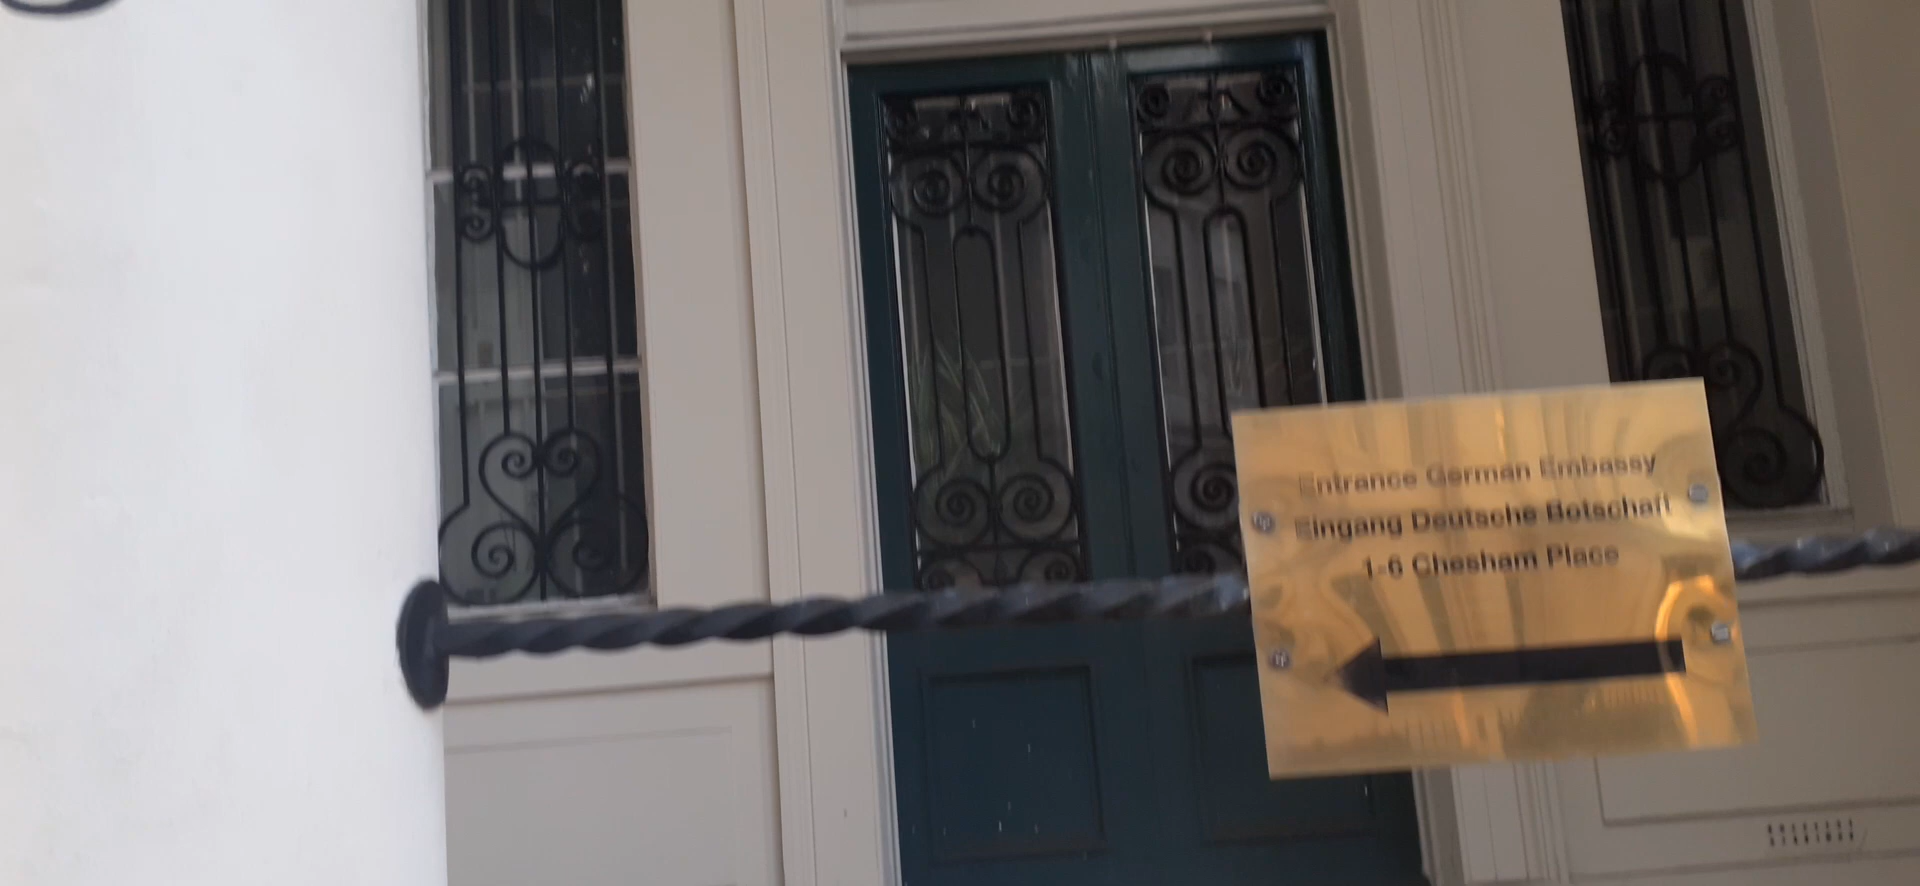 Entrance German Embassy
Eingang Deutsche Botschaft
1-6 Chesham Place